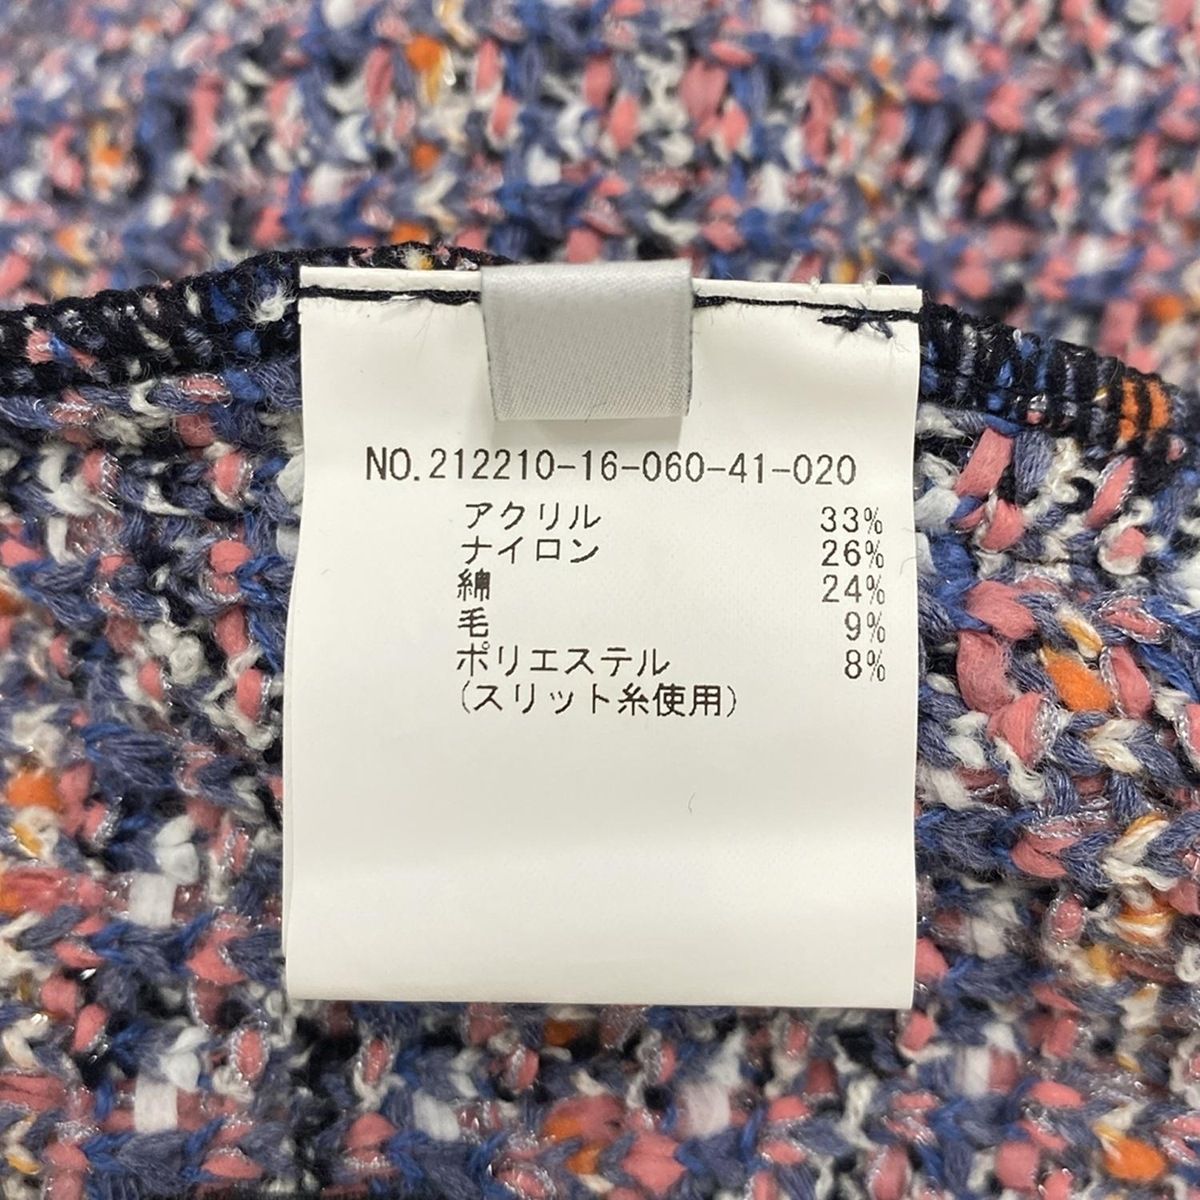 NO.212210-16-060-41-020
アクリル 33%
ナイロン 26%
綿 24%
毛 9%
ポリエステル 8%
(スリット糸使用)